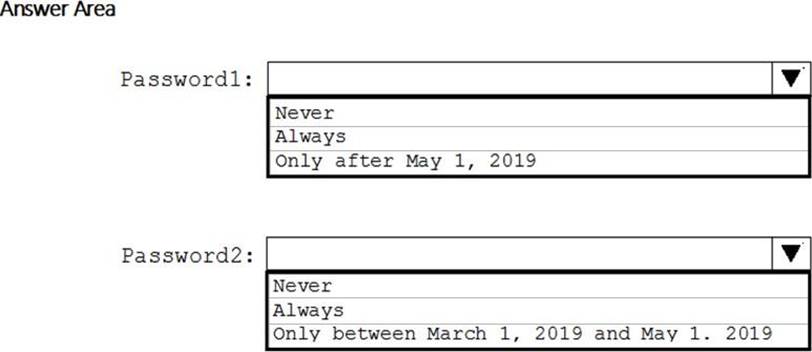 Answer Area
Password1:
Never
Always
Only after May 1, 2019
Password2:
Never
Always
Only between March 1, 2019 and May 1. 2019